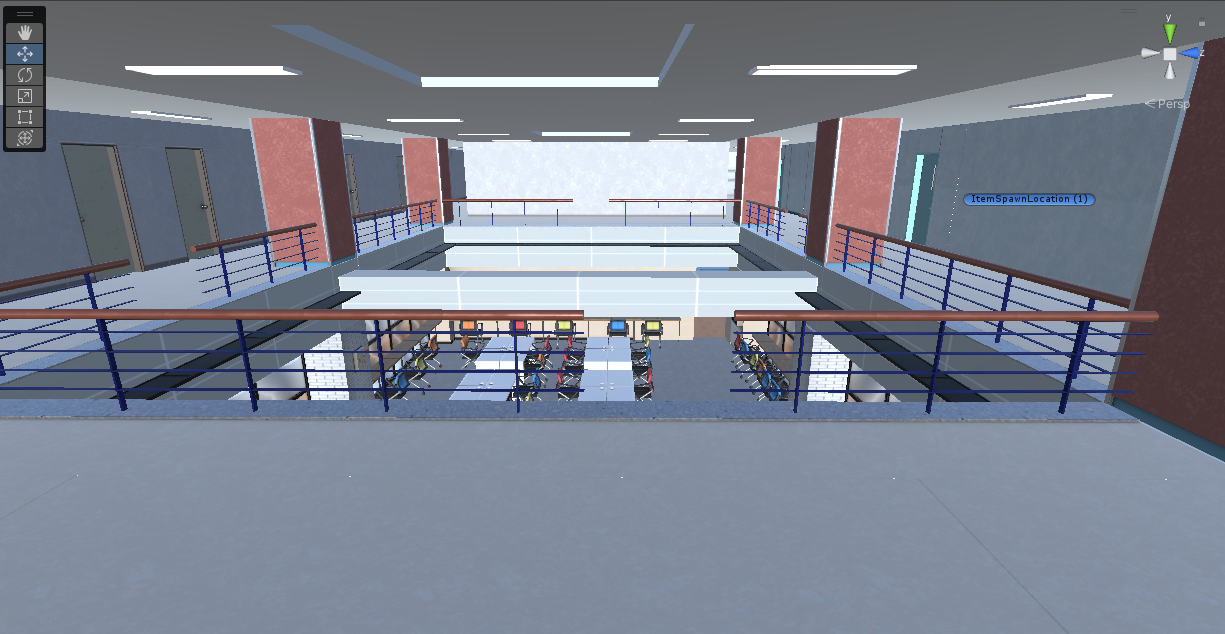 y
z
Persp
ItemSpawnLocation (1)